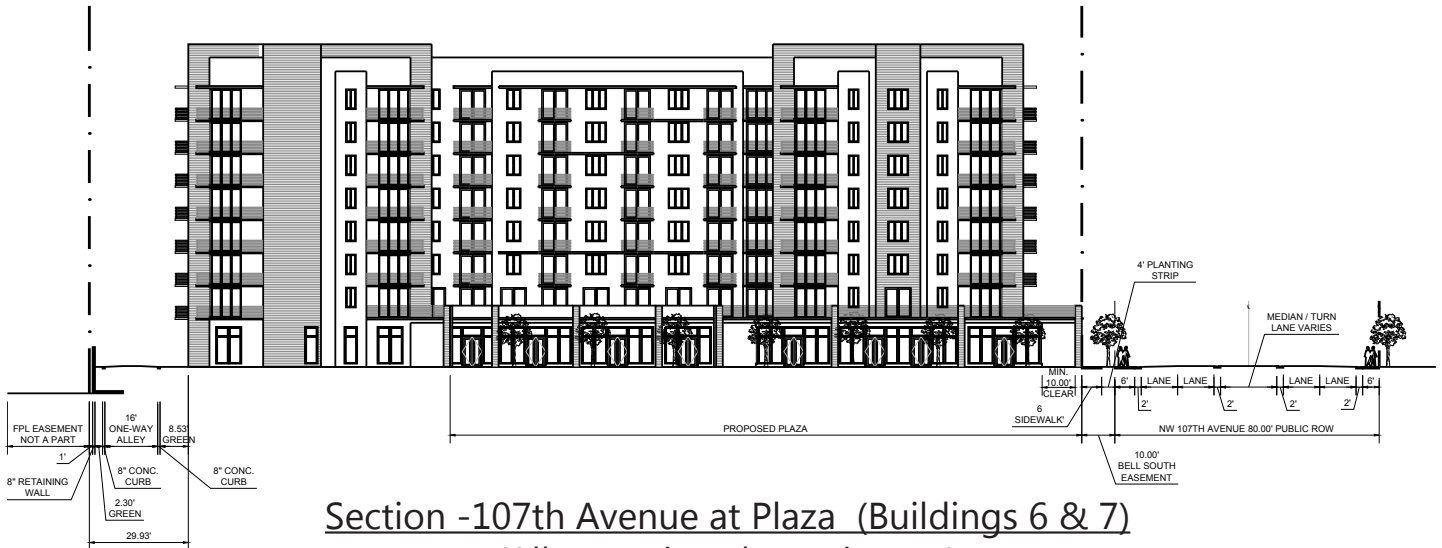 4' PLANTING
STRIP
MEDIAN / TURN
LANE VARIES
MIN.
10.00'
CLEAR
6'
LANE
LANE
LANE
LANE
6'
2'
2'
2'
2'
6
SIDEWALK'
FPL EASEMENT
NOT A PART
16'
ONE-WAY
ALLEY
8.53'
GREEN
PROPOSED PLAZA
NW 107TH AVENUE 80.00' PUBLIC ROW
1'
8" RETAINING
WALL
8" CONC.
CURB
8" CONC.
CURB
2.30'
GREEN
10.00'
BELL SOUTH
EASEMENT
29.93'
Section -107th Avenue at Plaza (Buildings 6 & 7)